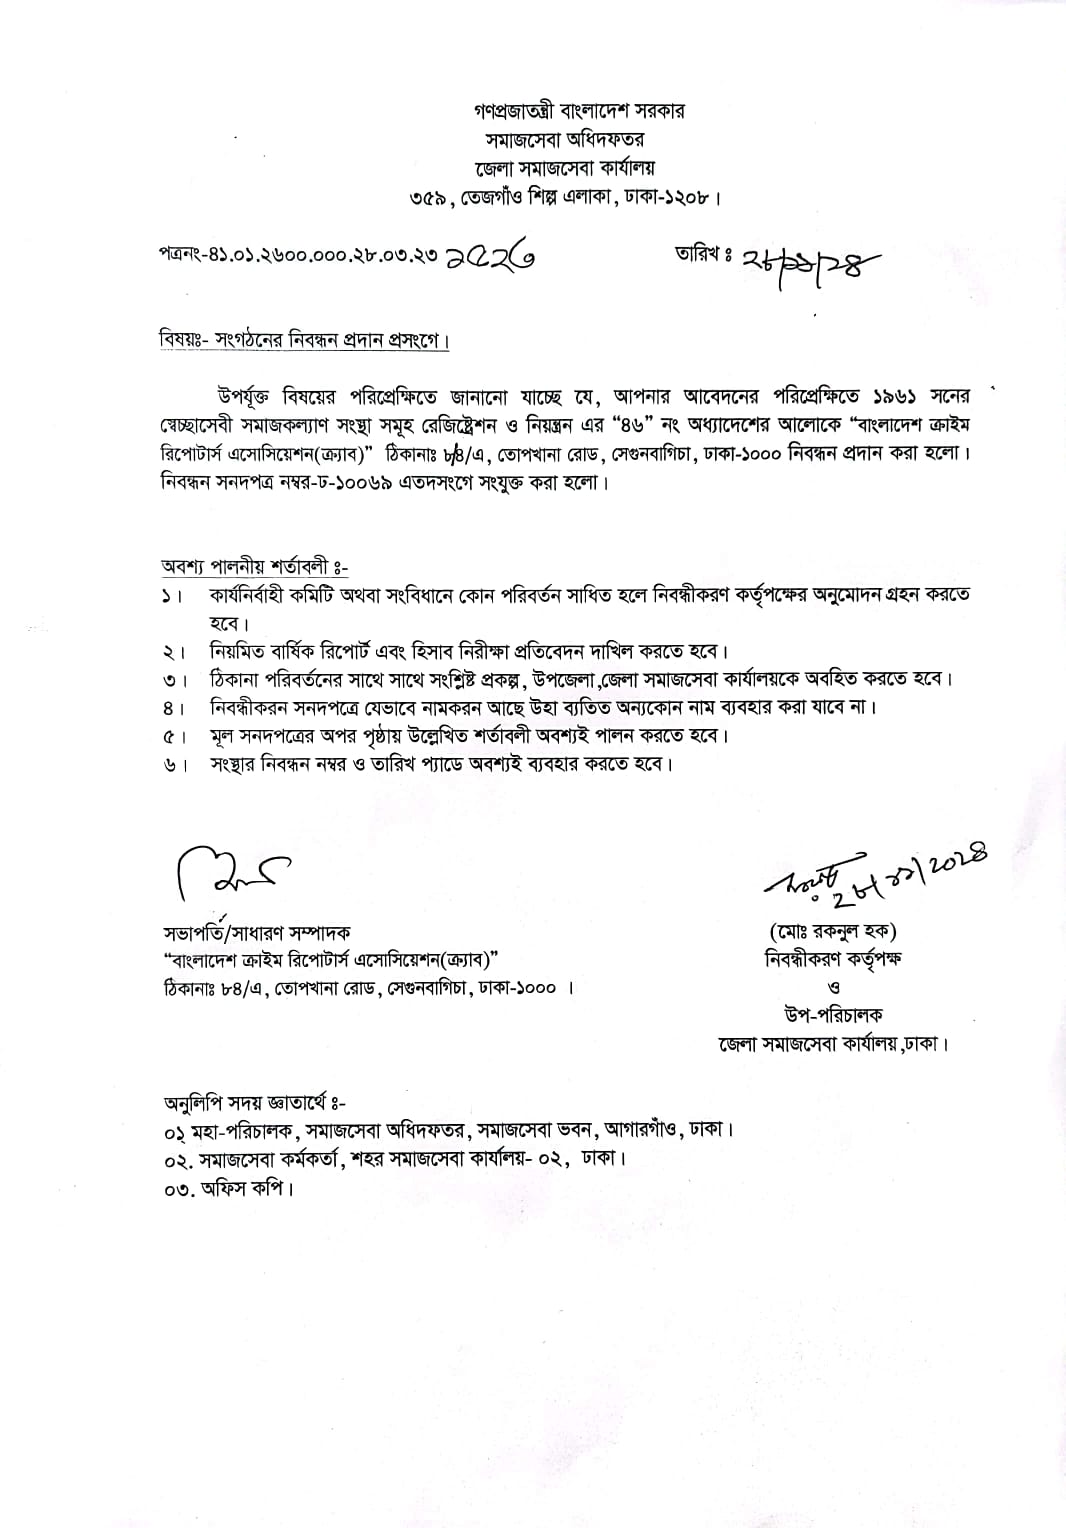 গণপ্রজাতন্ত্রী বাংলাদেশ সরকার
সমাজসেবা অধিদফতর
জেলা সমাজসেবা কার্যালয়
৩৫৯, তেজগাঁও শিল্প এলাকা, ঢাকা-১২০৮।
পত্রনং-৪১.০১.২৬০০.০০০.২৮.০৩.২৩ ১৫২৩ তারিখ ঃ ২৮/১১/২৪
বিষয়ঃ- সংগঠনের নিবন্ধন প্রদান প্রসংগে।
উপর্যূক্ত বিষয়ের পরিপ্রেক্ষিতে জানানো যাচ্ছে যে, আপনার আবেদনের পরিপ্রেক্ষিতে ১৯৬১ সনের
স্বেচ্ছাসেবী সমাজকল্যাণ সংস্থা সমূহ রেজিষ্ট্রেশন ও নিয়ন্ত্রন এর “৪৬” নং অধ্যাদেশের আলোকে “বাংলাদেশ ক্রাইম
রিপোটার্স এসোসিয়েশন(ক্র্যাব)” ঠিকানাঃ ৮৪/এ, তোপখানা রোড, সেগুনবাগিচা, ঢাকা-১০০০ নিবন্ধন প্রদান করা হলো।
নিবন্ধন সনদপত্র নম্বর-ঢ-১০০৬৯ এতদসংগে সংযুক্ত করা হলো।
অবশ্য পালনীয় শর্তাবলী ঃ-
১। কার্যনির্বাহী কমিটি অথবা সংবিধানে কোন পরিবর্তন সাধিত হলে নিবন্ধীকরণ কর্তৃপক্ষের অনুমোদন গ্রহন করতে
হবে।
২। নিয়মিত বার্ষিক রিপোর্ট এবং হিসাব নিরীক্ষা প্রতিবেদন দাখিল করতে হবে।
৩। ঠিকানা পরিবর্তনের সাথে সাথে সংশ্লিষ্ট প্রকল্প, উপজেলা,জেলা সমাজসেবা কার্যালয়কে অবহিত করতে হবে।
৪। নিবন্ধীকরন সনদপত্রে যেভাবে নামকরন আছে উহা ব্যতিত অন্যকোন নাম ব্যবহার করা যাবে না।
৫। মূল সনদপত্রের অপর পৃষ্ঠায় উল্লেখিত শর্তাবলী অবশ্যই পালন করতে হবে।
৬। সংস্থার নিবন্ধন নম্বর ও তারিখ প্যাডে অবশ্যই ব্যবহার করতে হবে।
২৮/১১/২০২৪
সভাপতি/সাধারণ সম্পাদক
“বাংলাদেশ ক্রাইম রিপোটার্স এসোসিয়েশন(ক্র্যাব)”
ঠিকানাঃ ৮৪/এ, তোপখানা রোড, সেগুনবাগিচা, ঢাকা-১০০০ ।
(মোঃ রকনুল হক)
নিবন্ধীকরণ কর্তৃপক্ষ
ও
উপ-পরিচালক
জেলা সমাজসেবা কার্যালয়,ঢাকা।
অনুলিপি সদয় জ্ঞাতার্থে ঃ-
০১ মহা-পরিচালক, সমাজসেবা অধিদফতর, সমাজসেবা ভবন, আগারগাঁও, ঢাকা।
০২. সমাজসেবা কর্মকর্তা, শহর সমাজসেবা কার্যালয়- ০২, ঢাকা।
০৩. অফিস কপি।